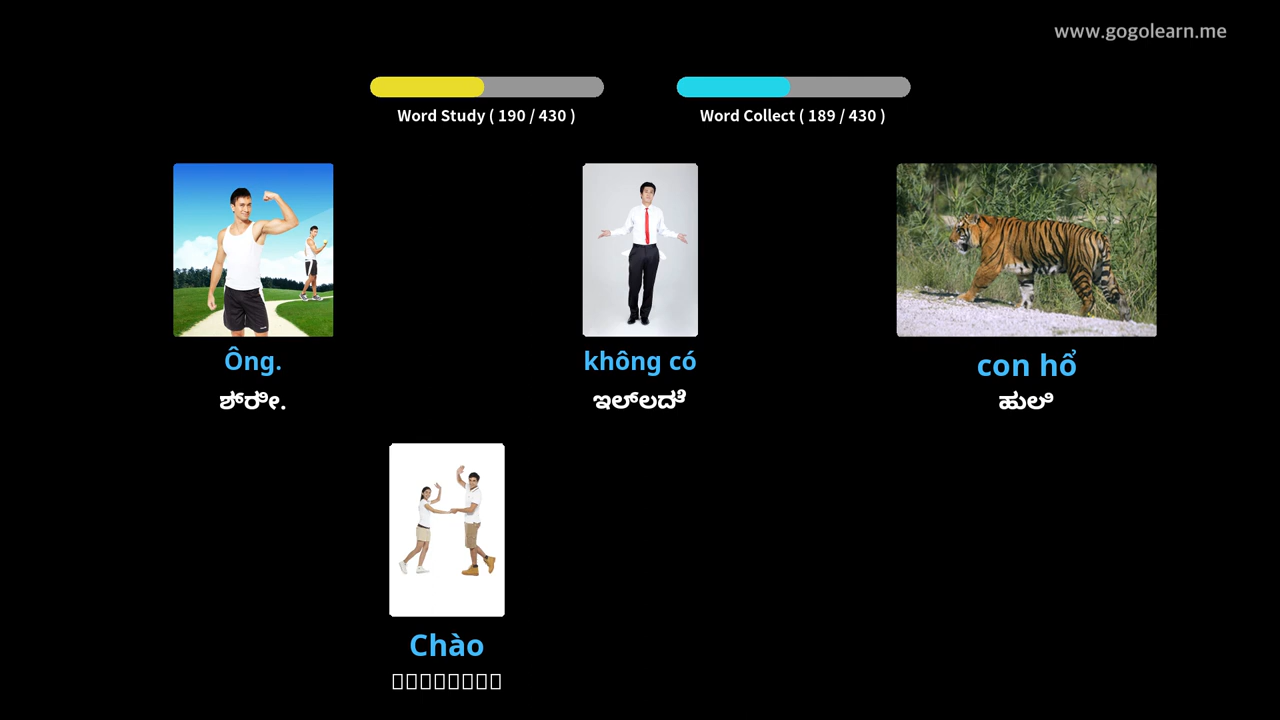 www.gogolearn.me
Word Study ( 190 / 430 )
Word Collect ( 189 / 430 )
Ông.
ಶ್ರೀ.
không có
ಇಲ್ಲದೆ
con hổ
ಹುಲಿ
Chào